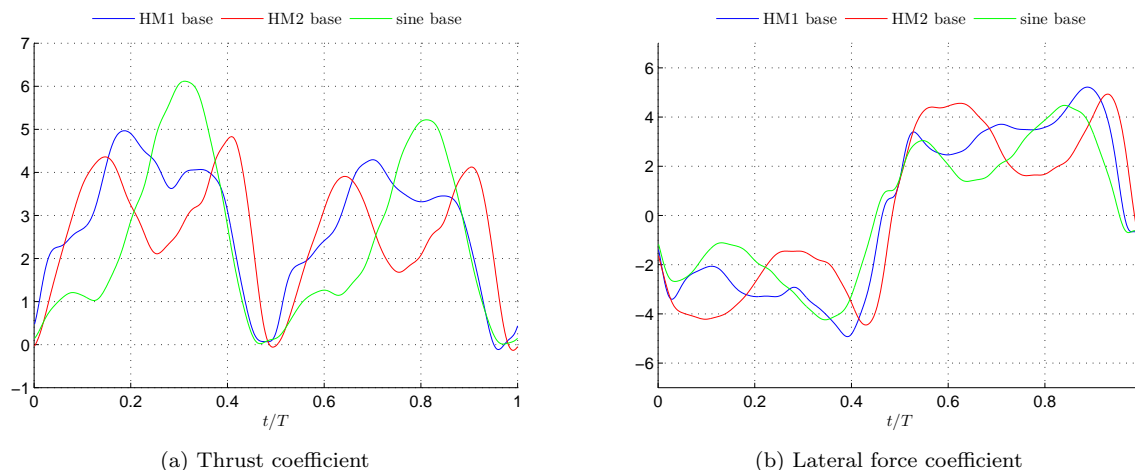 HM1 base HM2 base sine base
7
6
5
4
3
2
1
0
−1
0 0.2 0.4 0.6 0.8 1
t/T
(a) Thrust coefficient
HM1 base HM2 base sine base
6
4
2
0
−2
−4
−6
0 0.2 0.4 0.6 0.8
t/T
(b) Lateral force coefficient